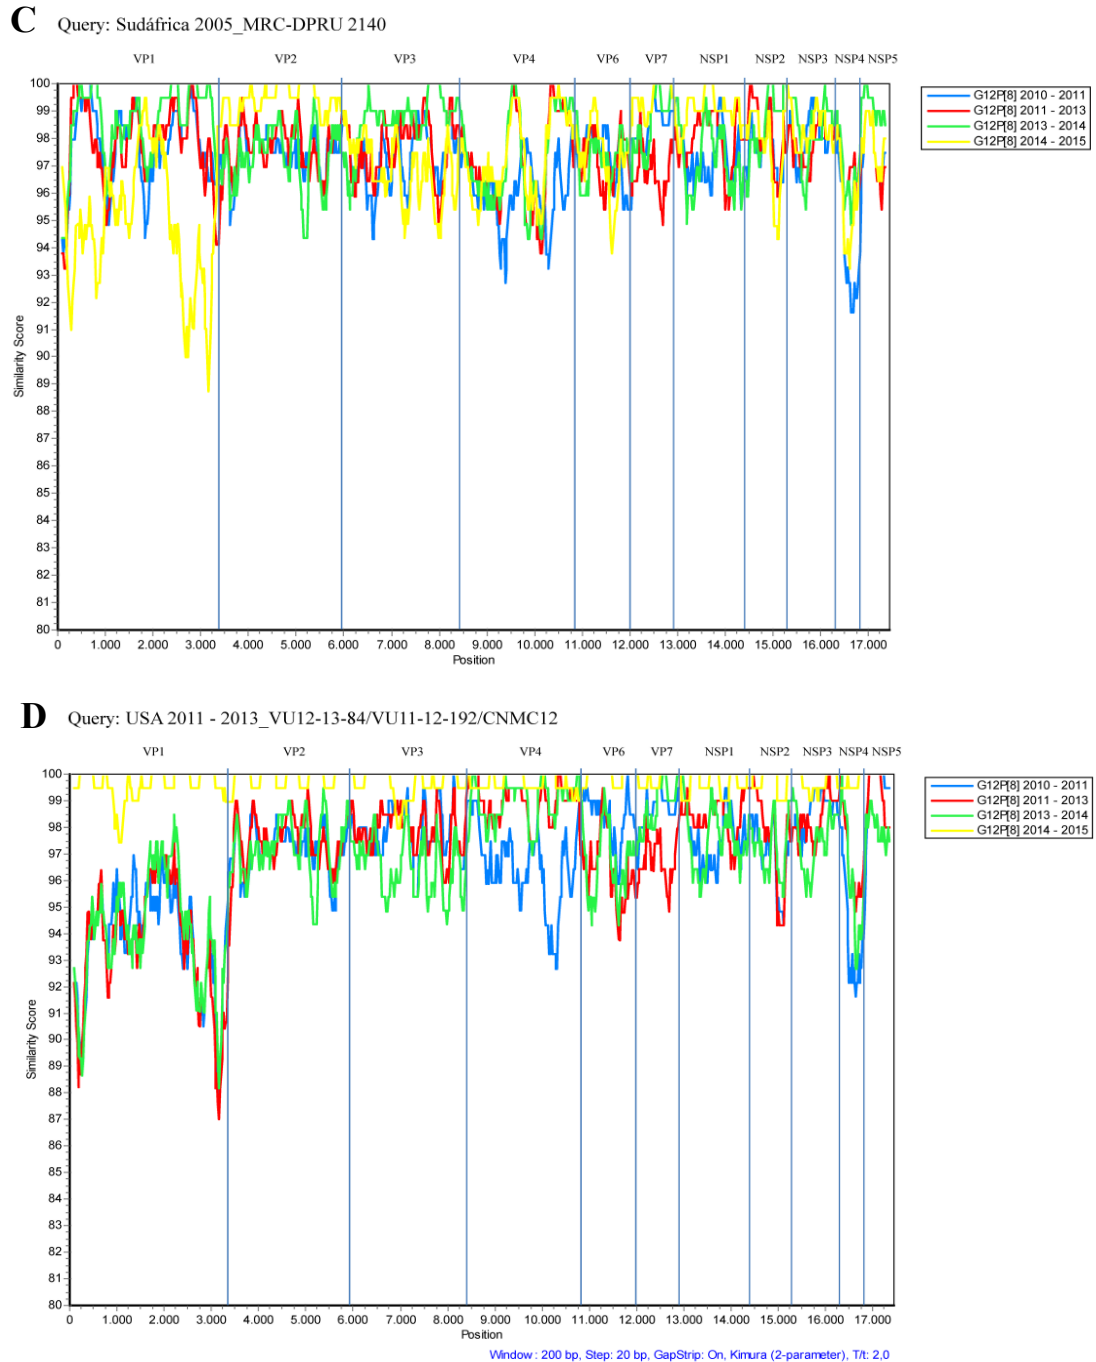 C Query: Sudáfrica 2005_MRC-DPRU 2140
VP1 VP2 VP3 VP4 VP6 VP7 NSP1 NSP2 NSP3 NSP4 NSP5
100
99
98
97
96
95
94
93
92
91
90
89
88
87
86
85
84
83
82
81
80
Similarity Score
0 1.000 2.000 3.000 4.000 5.000 6.000 7.000 8.000 9.000 10.000 11.000 12.000 13.000 14.000 15.000 16.000 17.000
Position
G12P[8] 2010 - 2011
G12P[8] 2011 - 2013
G12P[8] 2013 - 2014
G12P[8] 2014 - 2015
D Query: USA 2011 - 2013_VU12-13-84/VU11-12-192/CNMC12
VP1 VP2 VP3 VP4 VP6 VP7 NSP1 NSP2 NSP3 NSP4 NSP5
100
99
98
97
96
95
94
93
92
91
90
89
88
87
86
85
84
83
82
81
80
Similarity Score
0 1.000 2.000 3.000 4.000 5.000 6.000 7.000 8.000 9.000 10.000 11.000 12.000 13.000 14.000 15.000 16.000 17.000
Position
G12P[8] 2010 - 2011
G12P[8] 2011 - 2013
G12P[8] 2013 - 2014
G12P[8] 2014 - 2015
Window: 200 bp, Step: 20 bp, GapStrip: On, Kimura (2-parameter), T/t: 2,0